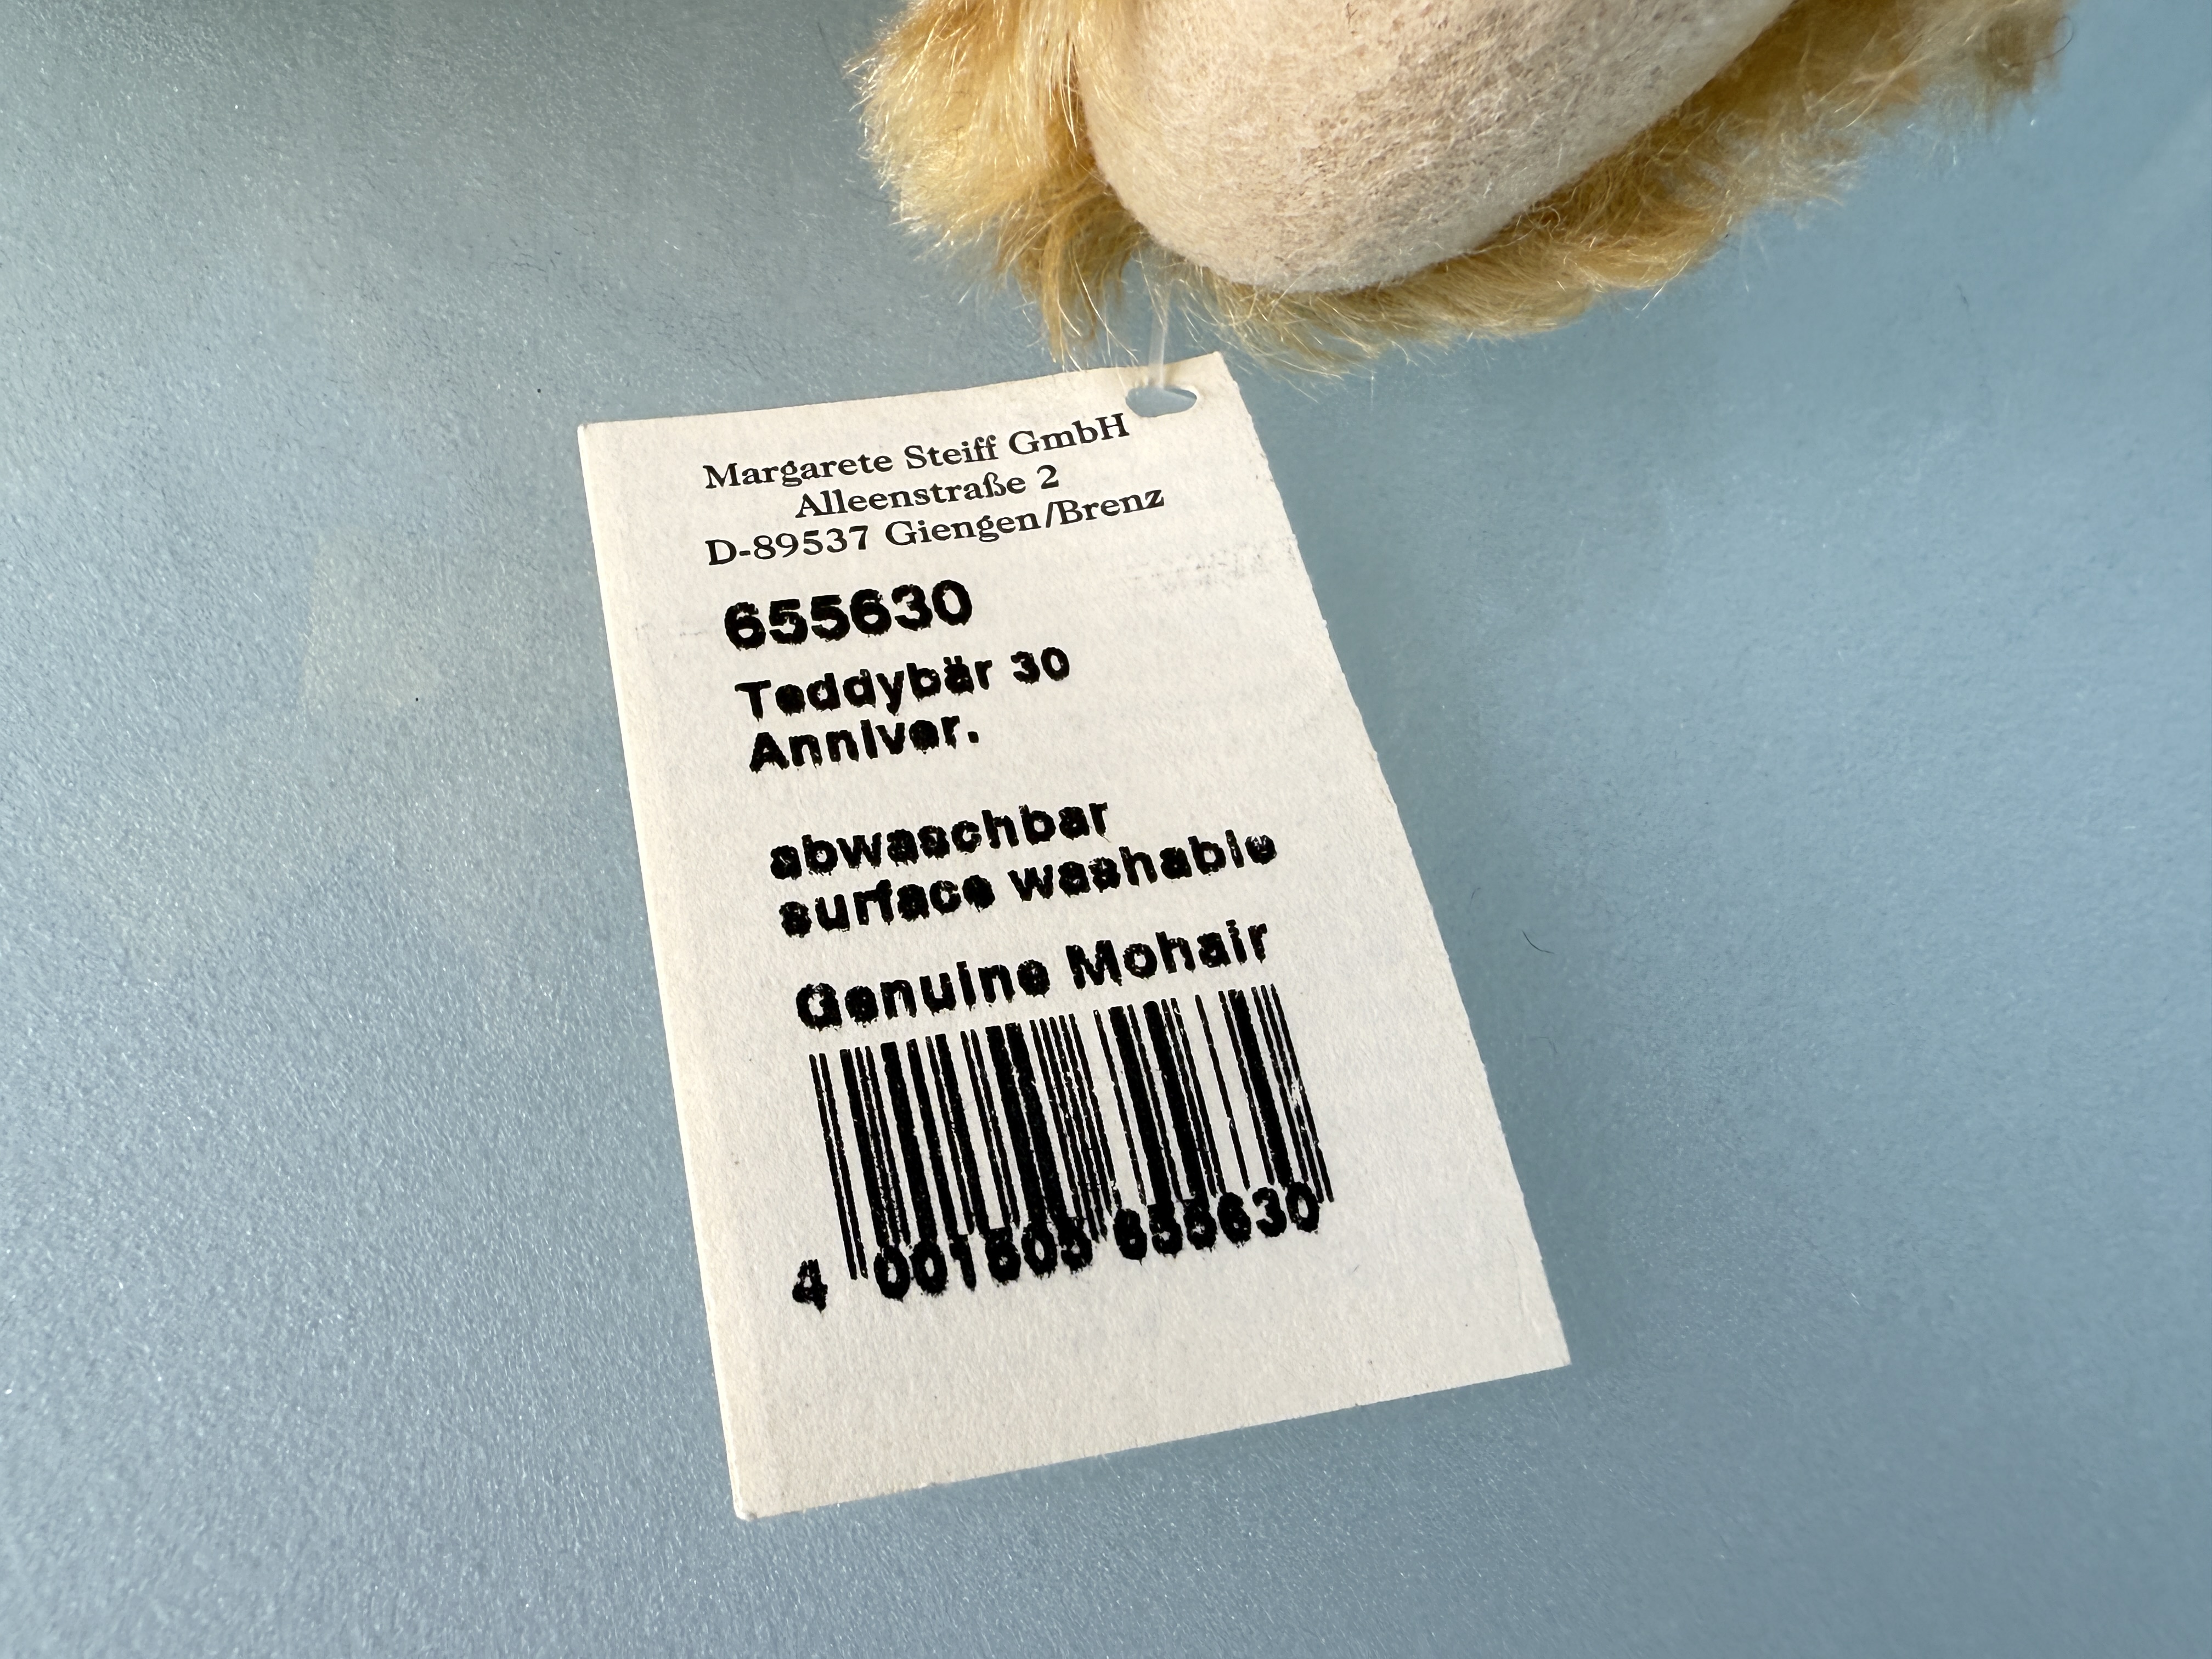 Margarete Steiff GmbH
Alleenstraße 2
D-89537 Giengen/Brenz
655630
Teddybär 30
Anniver.
abwaschbar
surface washable
Genuine Mohair
4 001505 655630